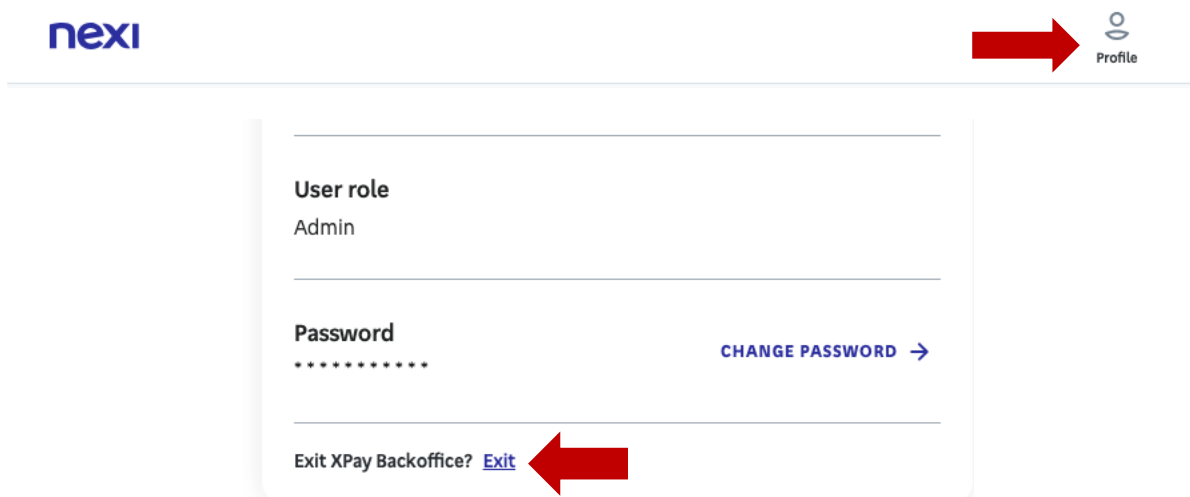 nexi
Profile
User role
Admin
Password
* * * * * * * * * * *
CHANGE PASSWORD →
Exit XPay Backoffice? Exit